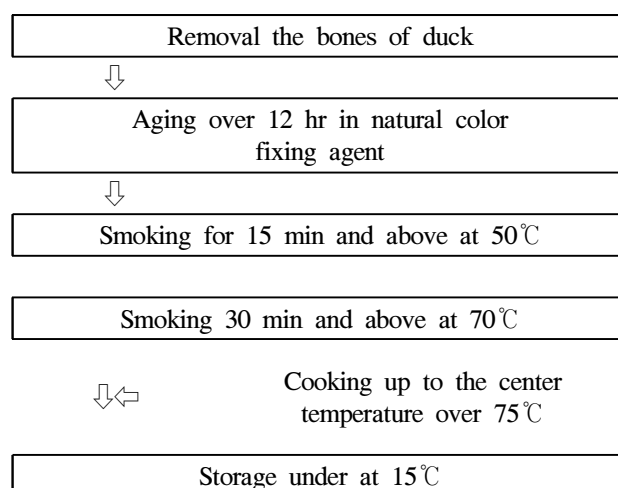 Removal the bones of duck
⇩
Aging over 12 hr in natural color
fixing agent
⇩
Smoking for 15 min and above at 50℃
Smoking 30 min and above at 70℃
⇩⇦
Cooking up to the center
temperature over 75℃
Storage under at 15℃